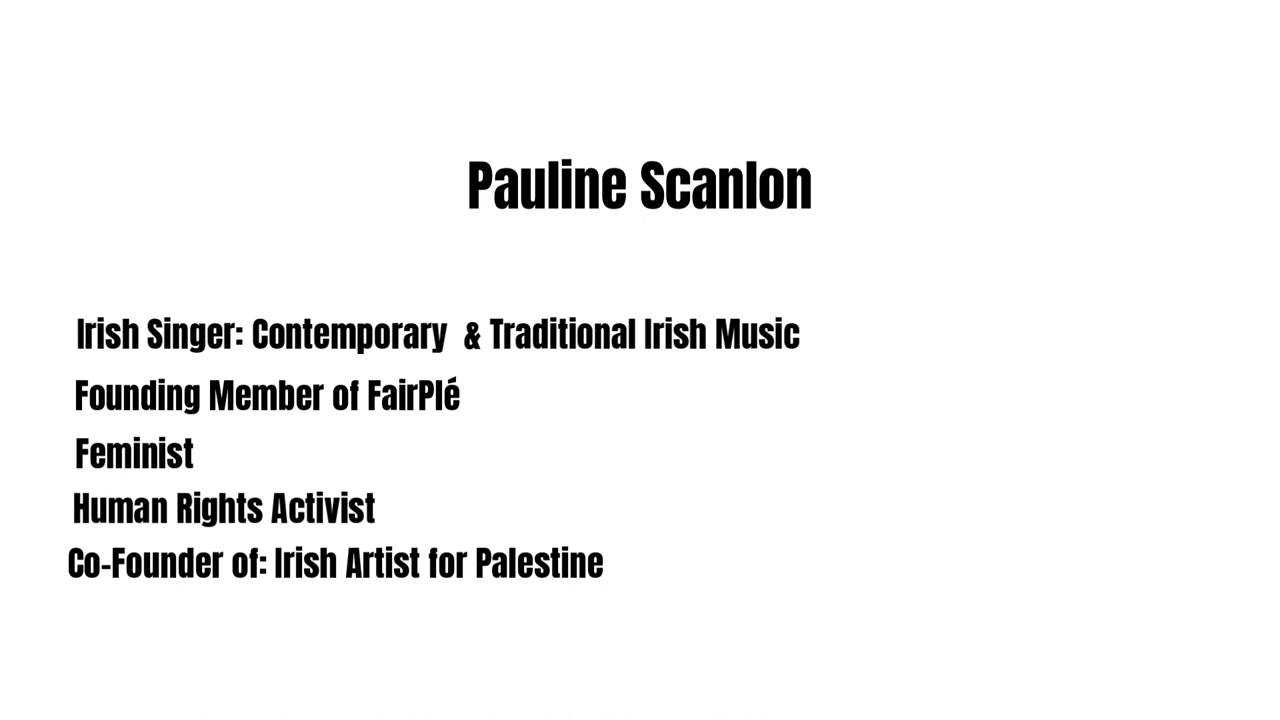 Pauline Scanlon
Irish Singer: Contemporary  & Traditional Irish Music
Founding Member of FairPlé
Feminist
Human Rights Activist
Co-Founder of: Irish Artist for Palestine